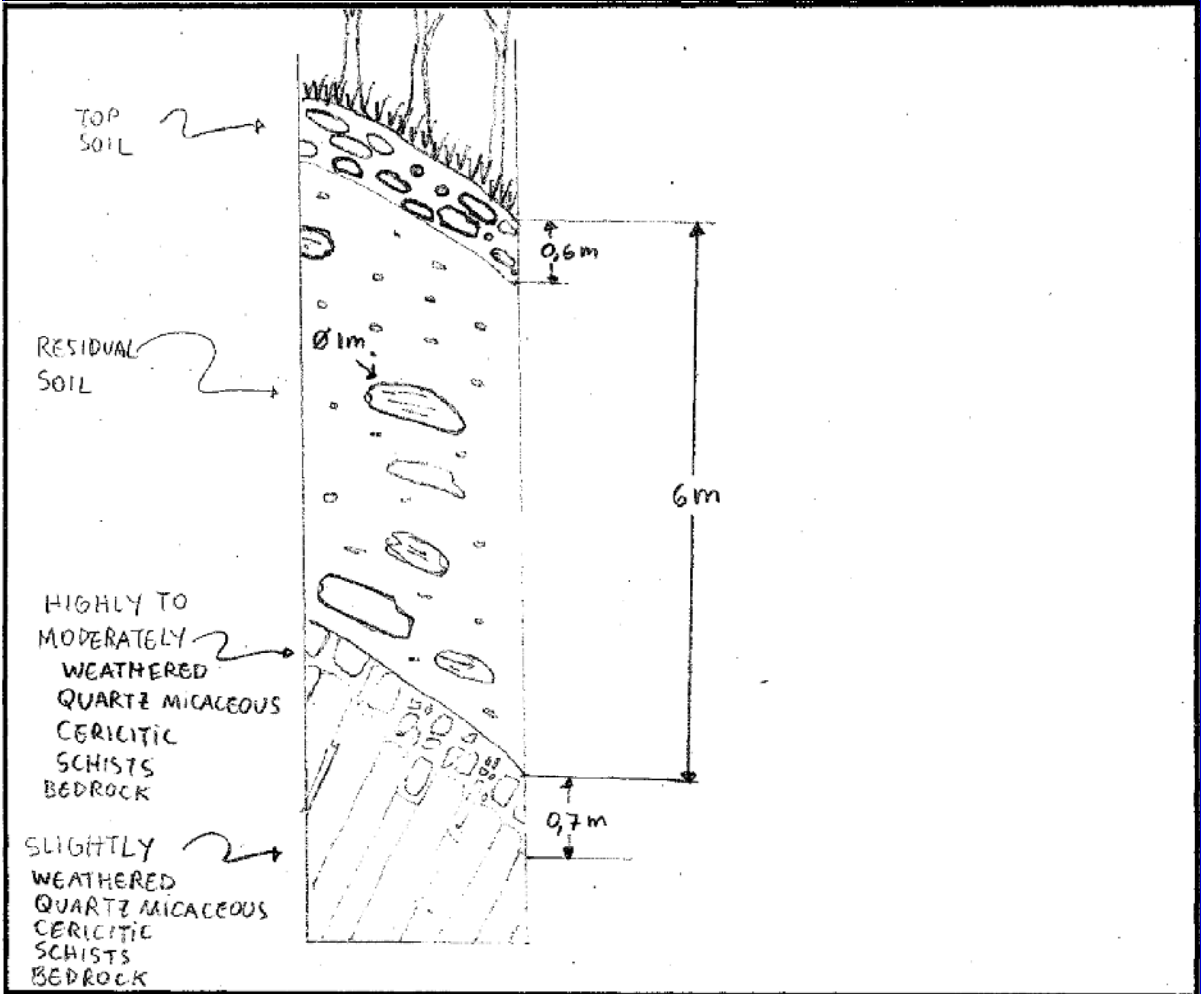 TOP
SOIL
0,6m
RESIDUAL
SOIL
Ø 1m
6m
HIGHLY TO
MODERATELY
WEATHERED
QUARTZ MICACEOUS
CERICITIC
SCHISTS
BEDROCK
0,7m
SLIGHTLY
WEATHERED
QUARTZ MICACEOUS
CERICITIC
SCHISTS
BEDROCK